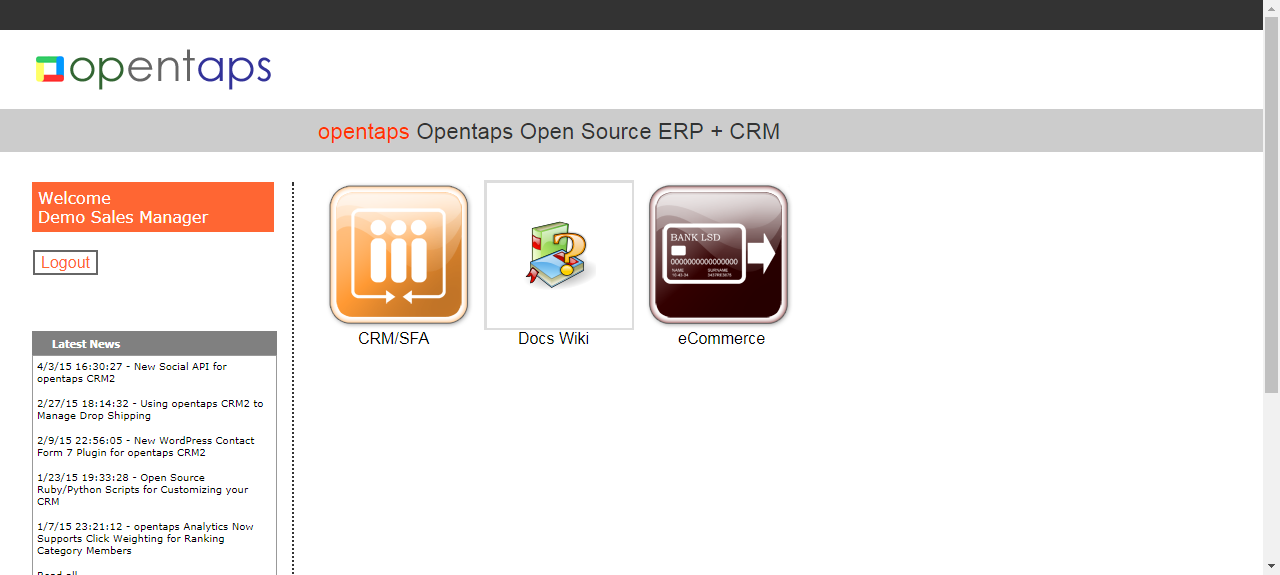 opentaps
opentaps Opentaps Open Source ERP + CRM
Welcome
Demo Sales Manager
Logout
BANK LSD
0000000000000000
NAME SURNAME
CRM/SFA
Docs Wiki
eCommerce
Latest News
4/3/15 16:30:27 - New Social API for
opentaps CRM2
2/27/15 18:14:32 - Using opentaps CRM2 to
Manage Drop Shipping
2/9/15 22:56:05 - New WordPress Contact
Form 7 Plugin for opentaps CRM2
1/23/15 19:33:28 - Open Source
Ruby/Python Scripts for Customizing your
CRM
1/7/15 23:21:12 - opentaps Analytics Now
Supports Click Weighting for Ranking
Category Members
Read all